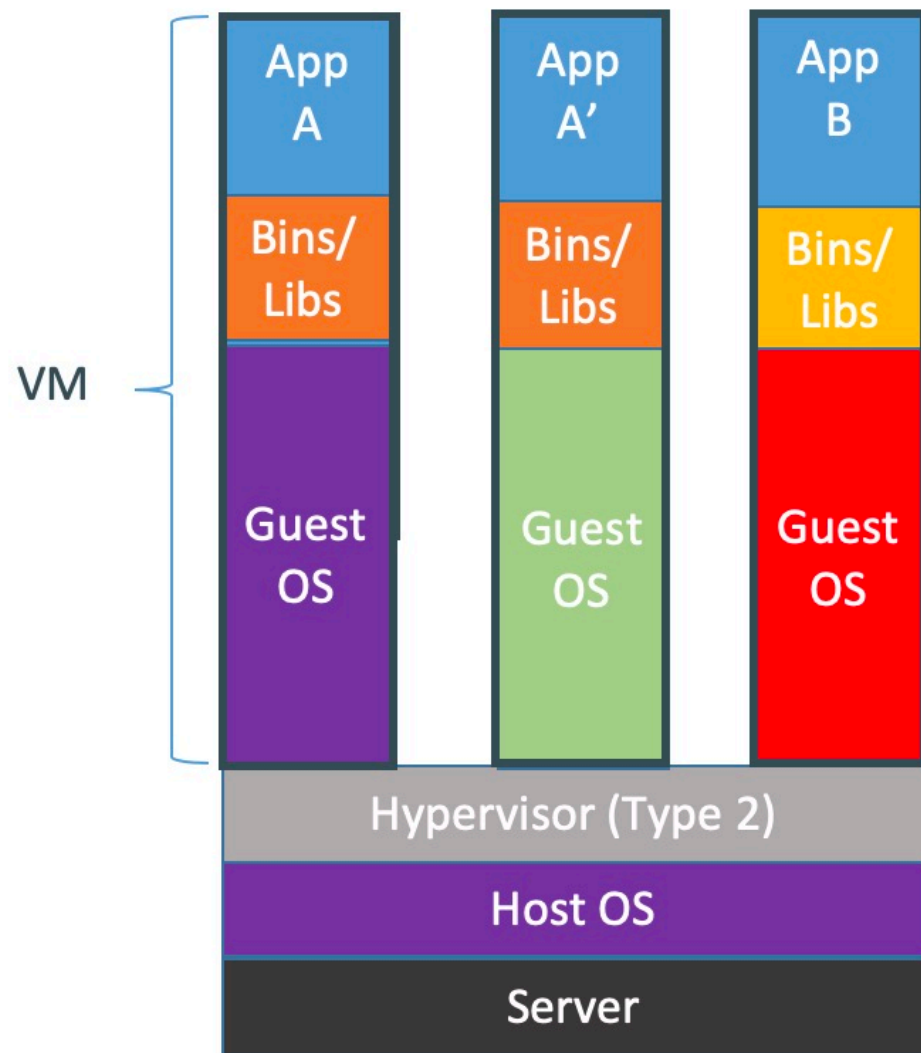 App
A
App
A’
App
B
Bins/
Libs
Bins/
Libs
Bins/
Libs
VM
Guest
OS
Guest
OS
Guest
OS
Hypervisor (Type 2)
Host OS
Server